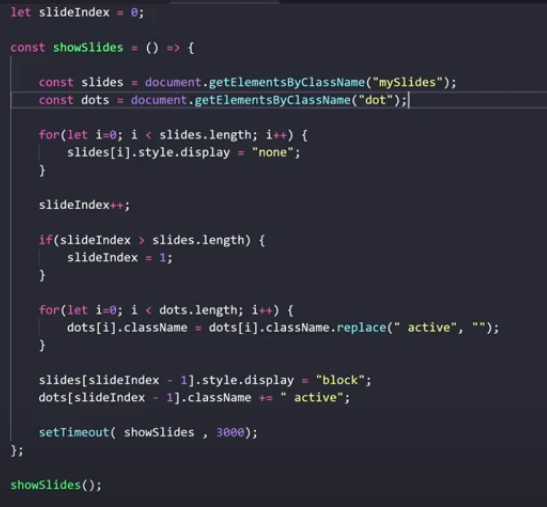 let slideIndex = 0;
const showSlides = () => {
const slides = document.getElementsByClassName("mySlides");
const dots = document.getElementsByClassName("dot");
for(let i=0; i < slides.length; i++) {
slides[i].style.display = "none";
}
slideIndex++;
if(slideIndex > slides.length) {
slideIndex = 1;
}
for(let i=0; i < dots.length; i++) {
dots[i].className = dots[i].className.replace(" active", "");
}
slides[slideIndex - 1].style.display = "block";
dots[slideIndex - 1].className += " active";
setTimeout( showSlides , 3000);
};
showSlides();